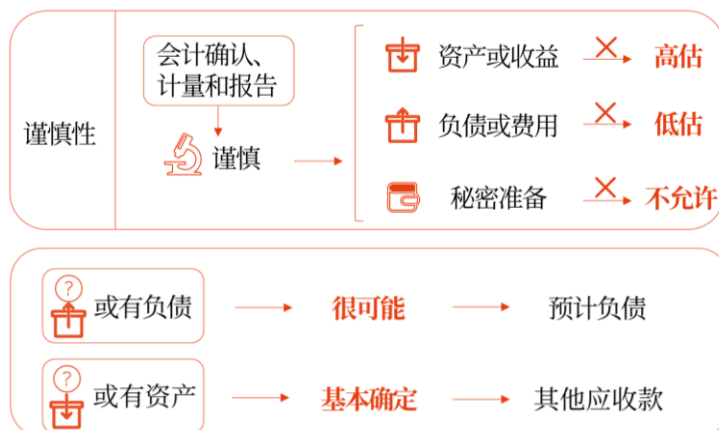 谨慎性
会计确认、
计量和报告
谨慎
资产或收益
高估
负债或费用
低估
秘密准备
不允许
? 或有负债
很可能
预计负债
? 或有资产
基本确定
其他应收款